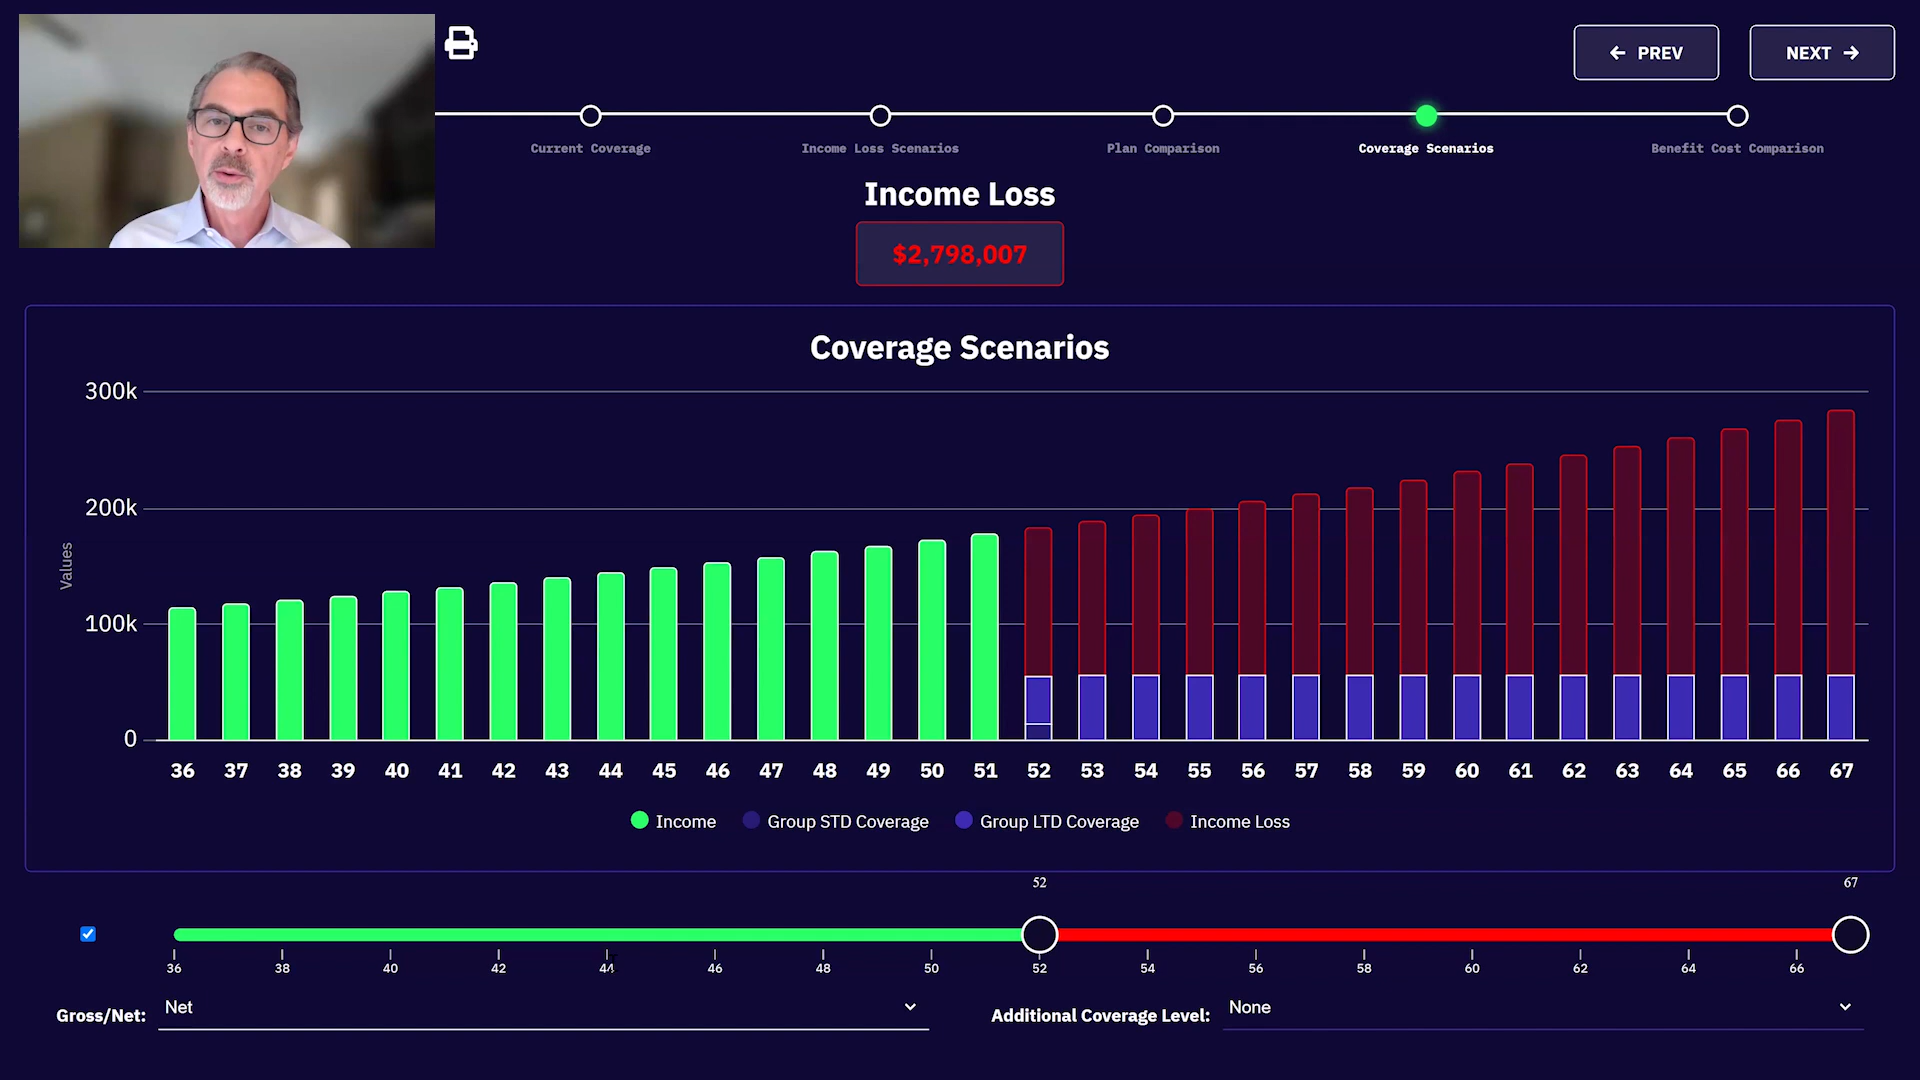 ← PREV
NEXT →
Current Coverage
Income Loss Scenarios
Plan Comparison
Coverage Scenarios
Benefit Cost Comparison
Income Loss
$2,798,007
Coverage Scenarios
300k
200k
100k
0
Values
36 37 38 39 40 41 42 43 44 45 46 47 48 49 50 51 52 53 54 55 56 57 58 59 60 61 62 63 64 65 66 67
Income Group STD Coverage Group LTD Coverage Income Loss
52 67
36 38 40 42 44 46 48 50 52 54 56 58 60 62 64 66
Gross/Net: Net
Additional Coverage Level: None